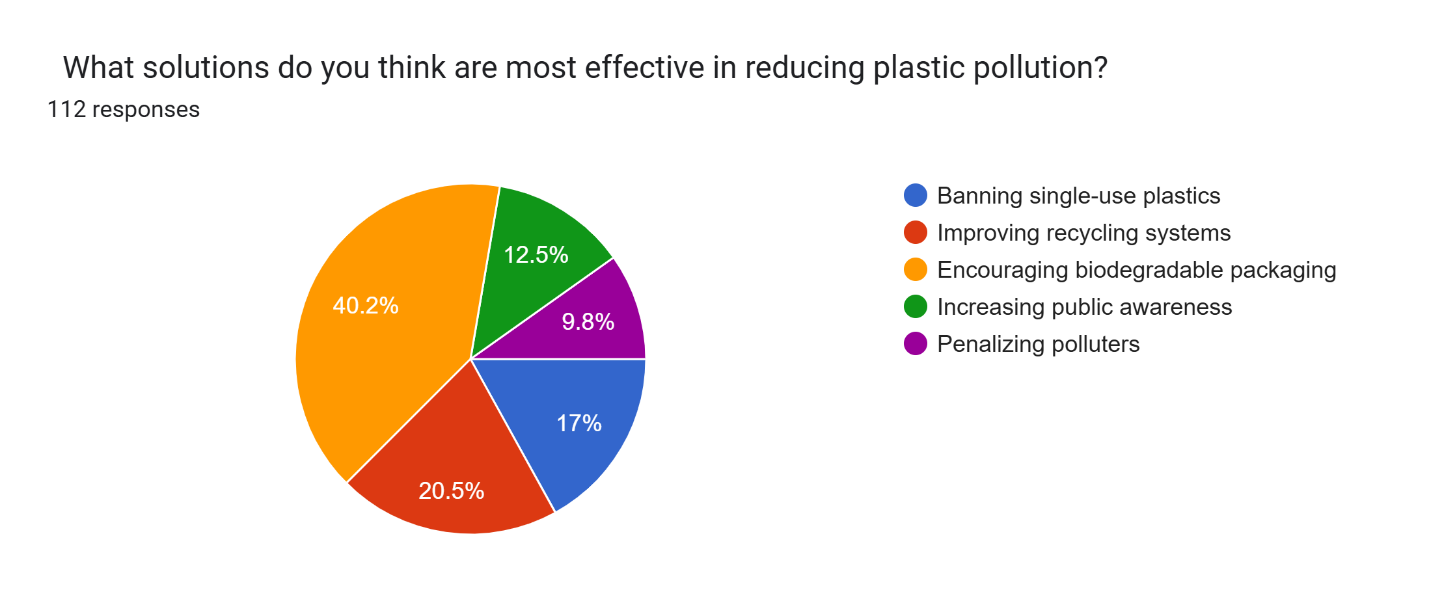 What solutions do you think are most effective in reducing plastic pollution?
112 responses
Banning single-use plastics
Improving recycling systems
Encouraging biodegradable packaging
Increasing public awareness
Penalizing polluters
12.5%
40.2%
9.8%
17%
20.5%